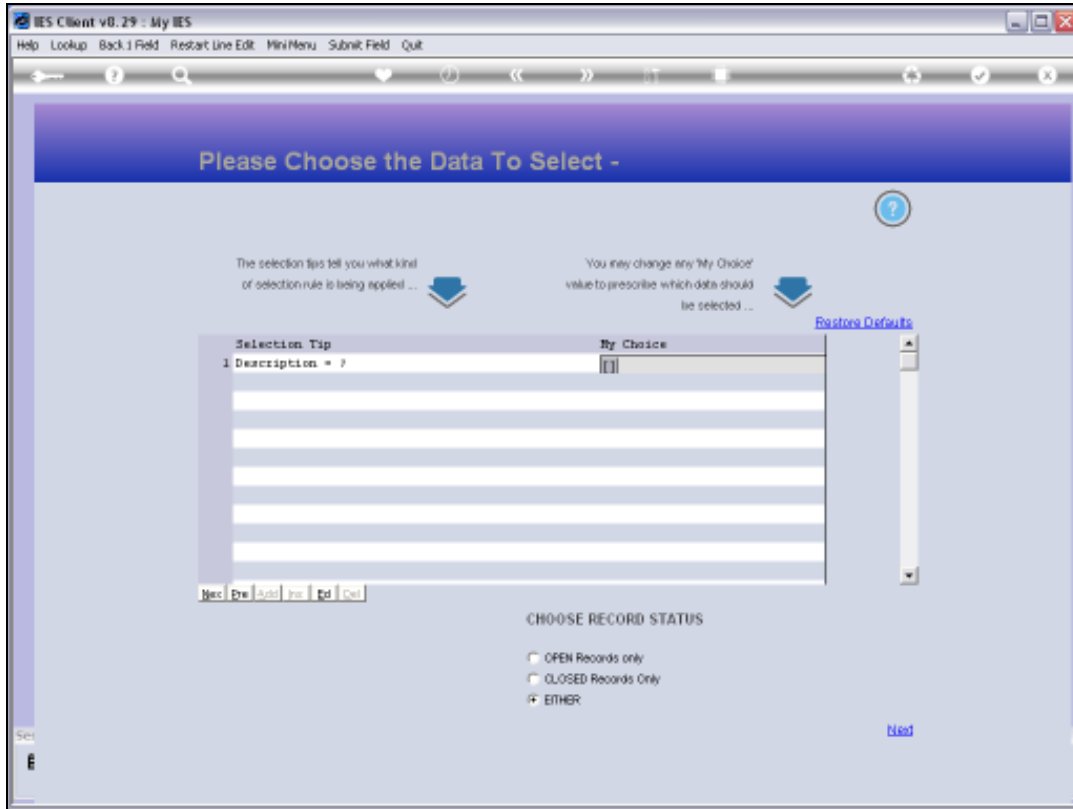 IES Client v8.29 : My IES
Help Lookup Back 1 Field Restart Line Edit MiniMenu Submit Field Quit
Please Choose the Data To Select -
The selection tips tell you what kind
of selection rule is being applied ...
You may change any 'My Choice'
value to prescribe which data should
be selected ...
Restore Defaults
Selection Tip My Choice
1 Description = ? []
Nex Pre Add Ins Ed Del
CHOOSE RECORD STATUS
OPEN Records only
CLOSED Records Only
EITHER
Next
Se